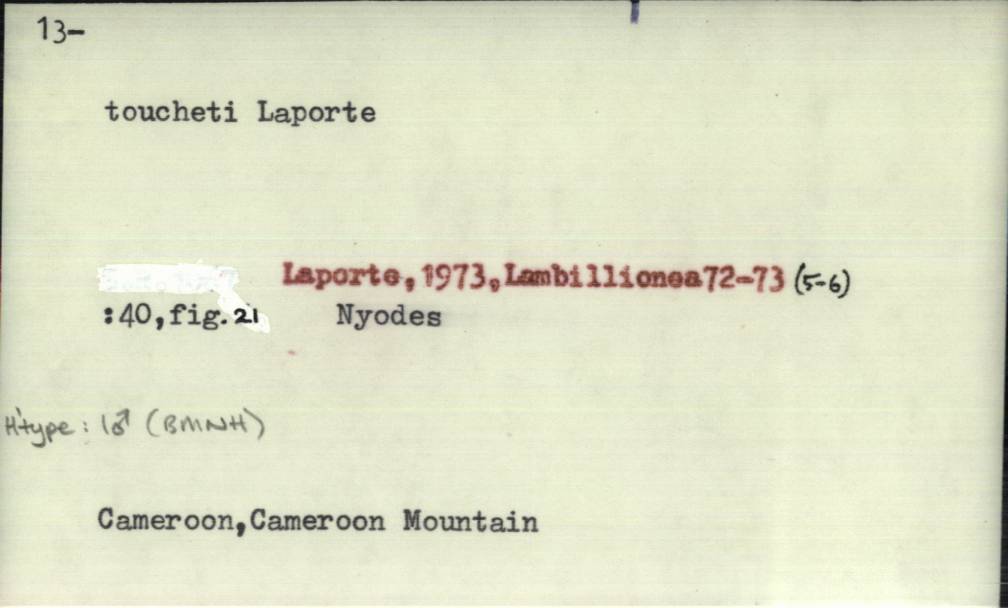 13-
toucheti Laporte
Laporte, 1973, Lambillionea 72-73 (5-6)
:40, fig. 21 Nyodes
H'type: 1♂ (BMNH)
Cameroon, Cameroon Mountain